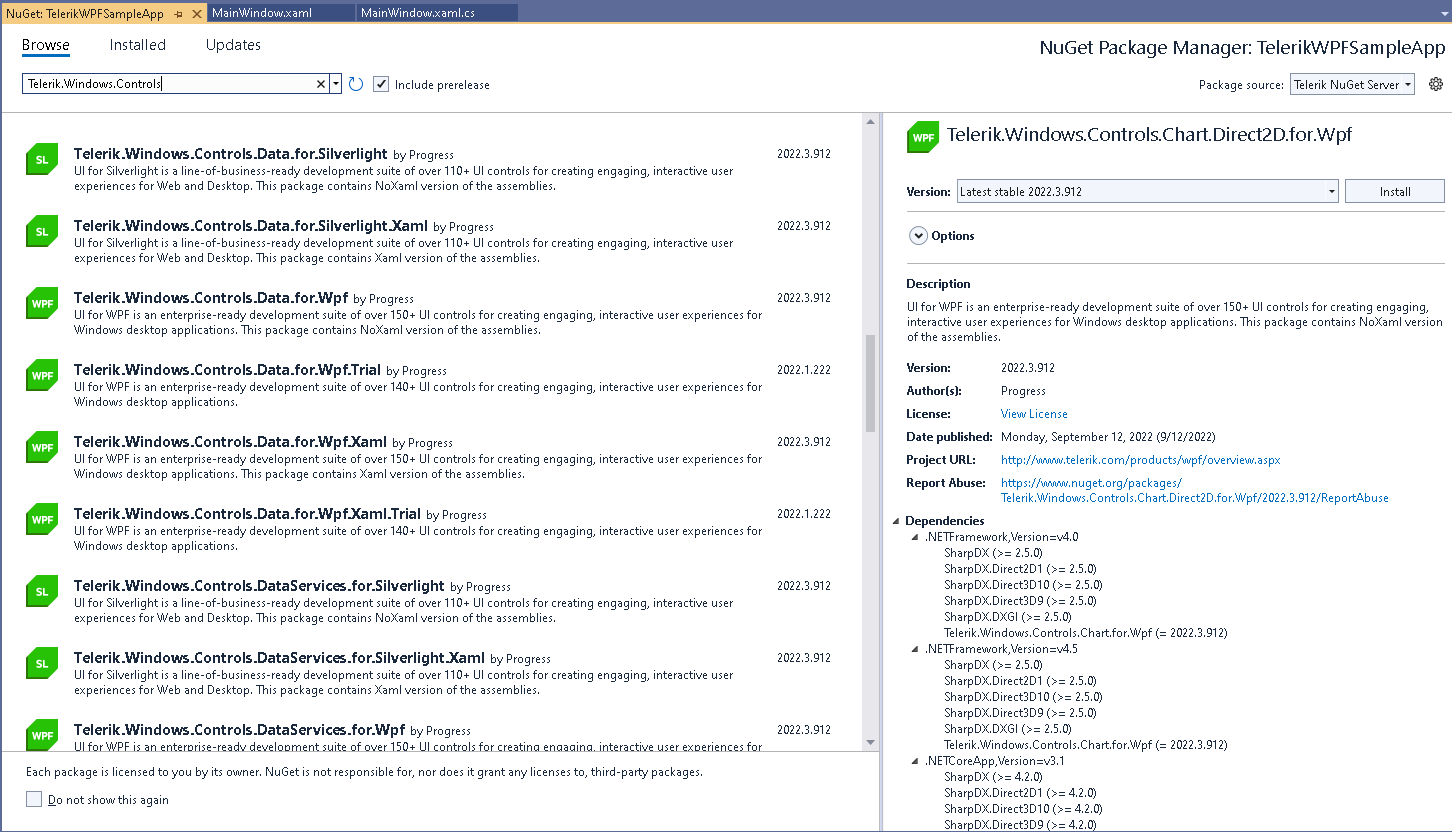 NuGet: TelerikWPFSampleApp
MainWindow.xaml
MainWindow.xaml.cs
Browse
Installed
Updates
NuGet Package Manager: TelerikWPFSampleApp
Telerik.Windows.Controls
Include prerelease
Package source:
Telerik NuGet Server
SL
Telerik.Windows.Controls.Data.for.Silverlight by Progress
2022.3.912
UI for Silverlight is a line-of-business-ready development suite of over 110+ UI controls for creating engaging, interactive user
experiences for Web and Desktop. This package contains NoXaml version of the assemblies.
SL
Telerik.Windows.Controls.Data.for.Silverlight.Xaml by Progress
2022.3.912
UI for Silverlight is a line-of-business-ready development suite of over 110+ UI controls for creating engaging, interactive user
experiences for Web and Desktop. This package contains Xaml version of the assemblies.
WPF
Telerik.Windows.Controls.Data.for.Wpf by Progress
2022.3.912
UI for WPF is an enterprise-ready development suite of over 150+ UI controls for creating engaging, interactive user experiences for
Windows desktop applications. This package contains NoXaml version of the assemblies.
WPF
Telerik.Windows.Controls.Data.for.Wpf.Trial by Progress
2022.1.222
UI for WPF is an enterprise-ready development suite of over 140+ UI controls for creating engaging, interactive user experiences for
Windows desktop applications.
WPF
Telerik.Windows.Controls.Data.for.Wpf.Xaml by Progress
2022.3.912
UI for WPF is an enterprise-ready development suite of over 150+ UI controls for creating engaging, interactive user experiences for
Windows desktop applications. This package contains Xaml version of the assemblies.
WPF
Telerik.Windows.Controls.Data.for.Wpf.Xaml.Trial by Progress
2022.1.222
UI for WPF is an enterprise-ready development suite of over 140+ UI controls for creating engaging, interactive user experiences for
Windows desktop applications.
SL
Telerik.Windows.Controls.DataServices.for.Silverlight by Progress
2022.3.912
UI for Silverlight is a line-of-business-ready development suite of over 110+ UI controls for creating engaging, interactive user
experiences for Web and Desktop. This package contains NoXaml version of the assemblies.
SL
Telerik.Windows.Controls.DataServices.for.Silverlight.Xaml by Progress
2022.3.912
UI for Silverlight is a line-of-business-ready development suite of over 110+ UI controls for creating engaging, interactive user
experiences for Web and Desktop. This package contains Xaml version of the assemblies.
WPF
Telerik.Windows.Controls.DataServices.for.Wpf by Progress
2022.3.912
UI for WPF is an enterprise-ready development suite of over 150+ UI controls for creating engaging, interactive user experiences for
Each package is licensed to you by its owner. NuGet is not responsible for, nor does it grant any licenses to, third-party packages.
Do not show this again
WPF
Telerik.Windows.Controls.Chart.Direct2D.for.Wpf
Version:
Latest stable 2022.3.912
Install
Options
Description
UI for WPF is an enterprise-ready development suite of over 150+ UI controls for creating engaging,
interactive user experiences for Windows desktop applications. This package contains NoXaml version
of the assemblies.
Version: 2022.3.912
Author(s): Progress
License: View License
Date published: Monday, September 12, 2022 (9/12/2022)
Project URL: http://www.telerik.com/products/wpf/overview.aspx
Report Abuse: https://www.nuget.org/packages/
Telerik.Windows.Controls.Chart.Direct2D.for.Wpf/2022.3.912/ReportAbuse
Dependencies
.NETFramework,Version=v4.0
SharpDX (>= 2.5.0)
SharpDX.Direct2D1 (>= 2.5.0)
SharpDX.Direct3D10 (>= 2.5.0)
SharpDX.Direct3D9 (>= 2.5.0)
SharpDX.DXGI (>= 2.5.0)
Telerik.Windows.Controls.Chart.for.Wpf (= 2022.3.912)
.NETFramework,Version=v4.5
SharpDX (>= 2.5.0)
SharpDX.Direct2D1 (>= 2.5.0)
SharpDX.Direct3D10 (>= 2.5.0)
SharpDX.Direct3D9 (>= 2.5.0)
SharpDX.DXGI (>= 2.5.0)
Telerik.Windows.Controls.Chart.for.Wpf (= 2022.3.912)
.NETCoreApp,Version=v3.1
SharpDX (>= 4.2.0)
SharpDX.Direct2D1 (>= 4.2.0)
SharpDX.Direct3D10 (>= 4.2.0)
SharpDX.Direct3D9 (>= 4.2.0)